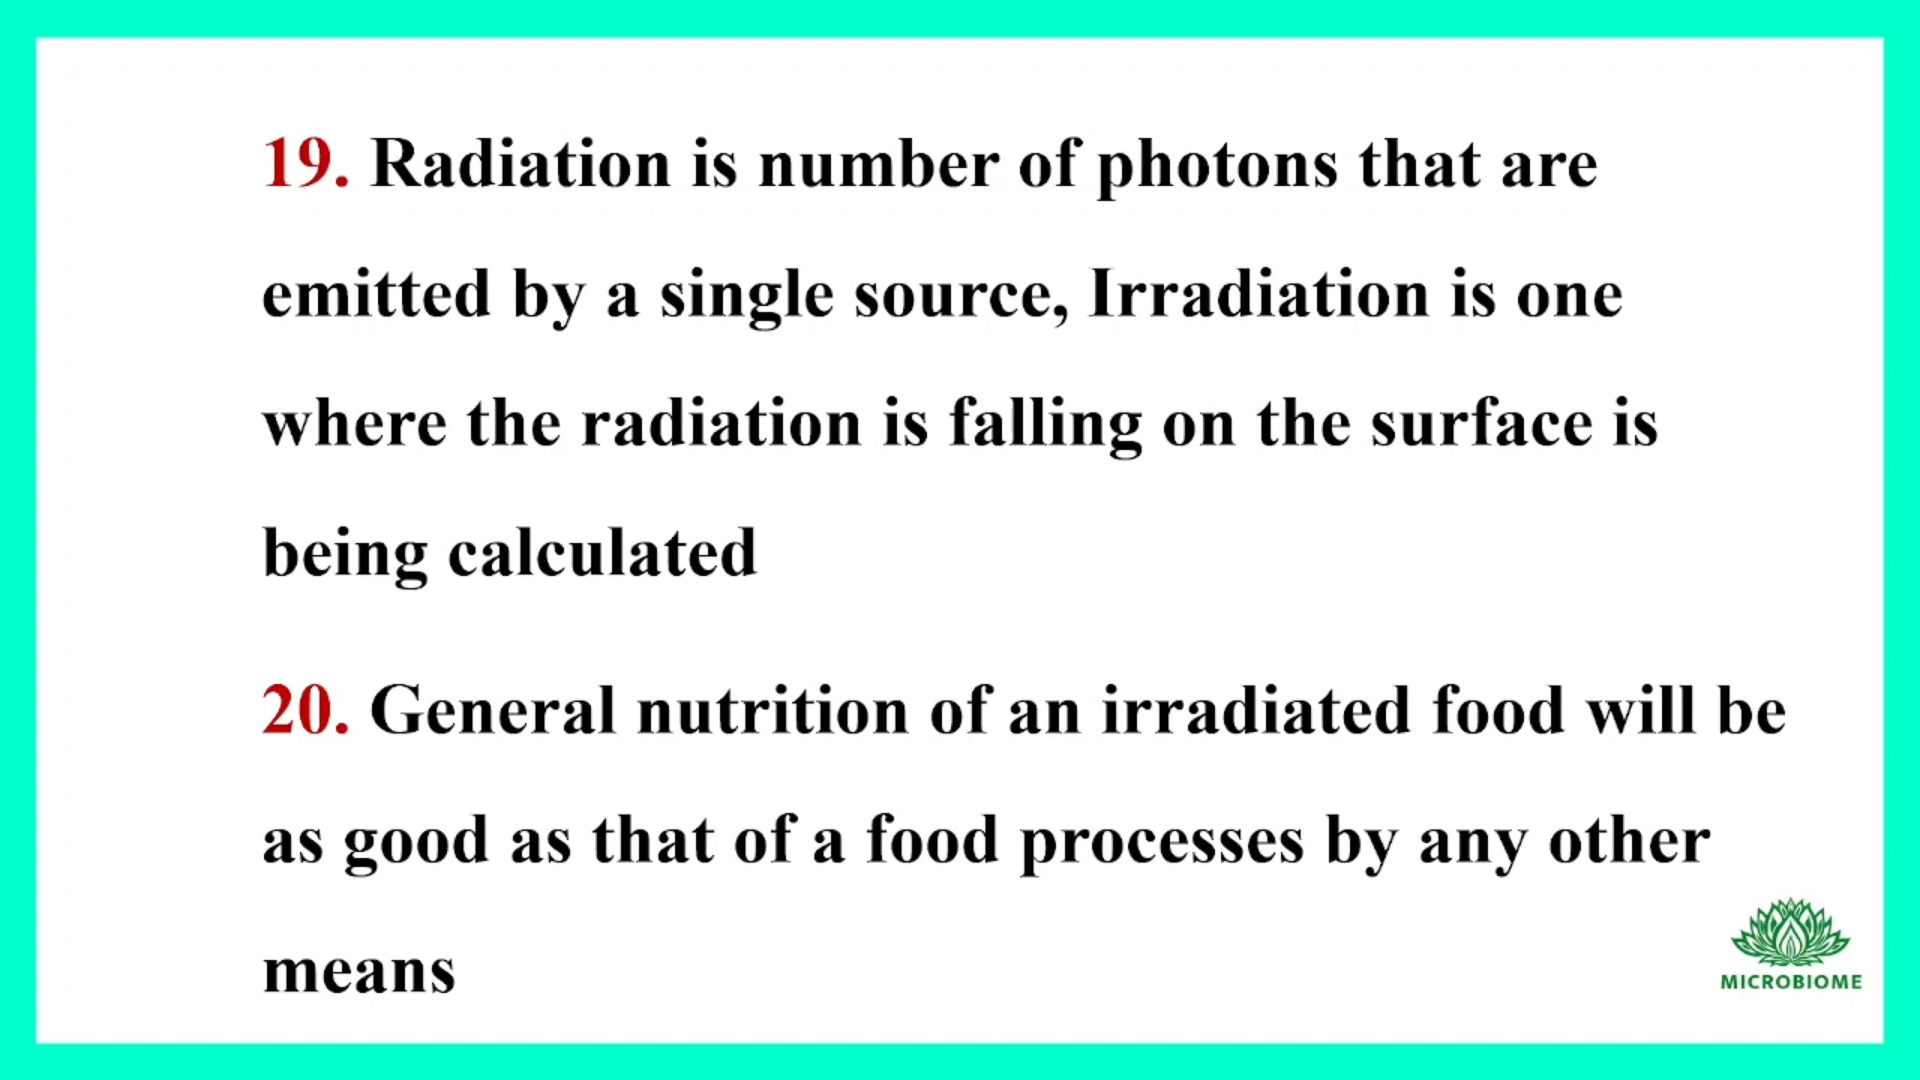 19. Radiation is number of photons that are
emitted by a single source, Irradiation is one
where the radiation is falling on the surface is
being calculated
20. General nutrition of an irradiated food will be
as good as that of a food processes by any other
means
MICROBIOME